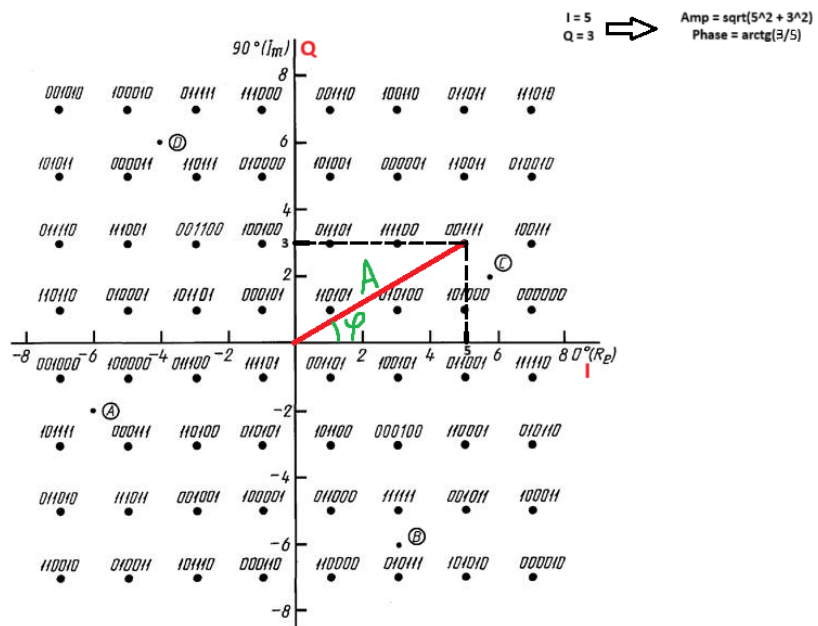 I = 5 Amp = sqrt(5^2 + 3^2)
Q = 3 Phase = arctg(3/5)
90°(Im) Q
8
001010 100010 011111 111000 001110 100110 011011 111010
6 D
101011 000011 110111 010000 101001 000001 110011 010010
4
011110 111001 001100 100100 011101 111100 001111 100111
3
C
2
A
110110 010001 101101 000101 110101 010100 101000 000000
φ
-8 -6 -4 -2 2 4 5 6 8 0°(Re)
I
001000 100000 011101 111101 001101 100101 011001 111110
-2
A
101111 000111 110100 010101 101100 000100 110001 010110
-4
011010 111011 001001 100001 011000 111111 001011 100011
-6
B
110010 010011 101110 000110 110000 010111 101010 000010
-8